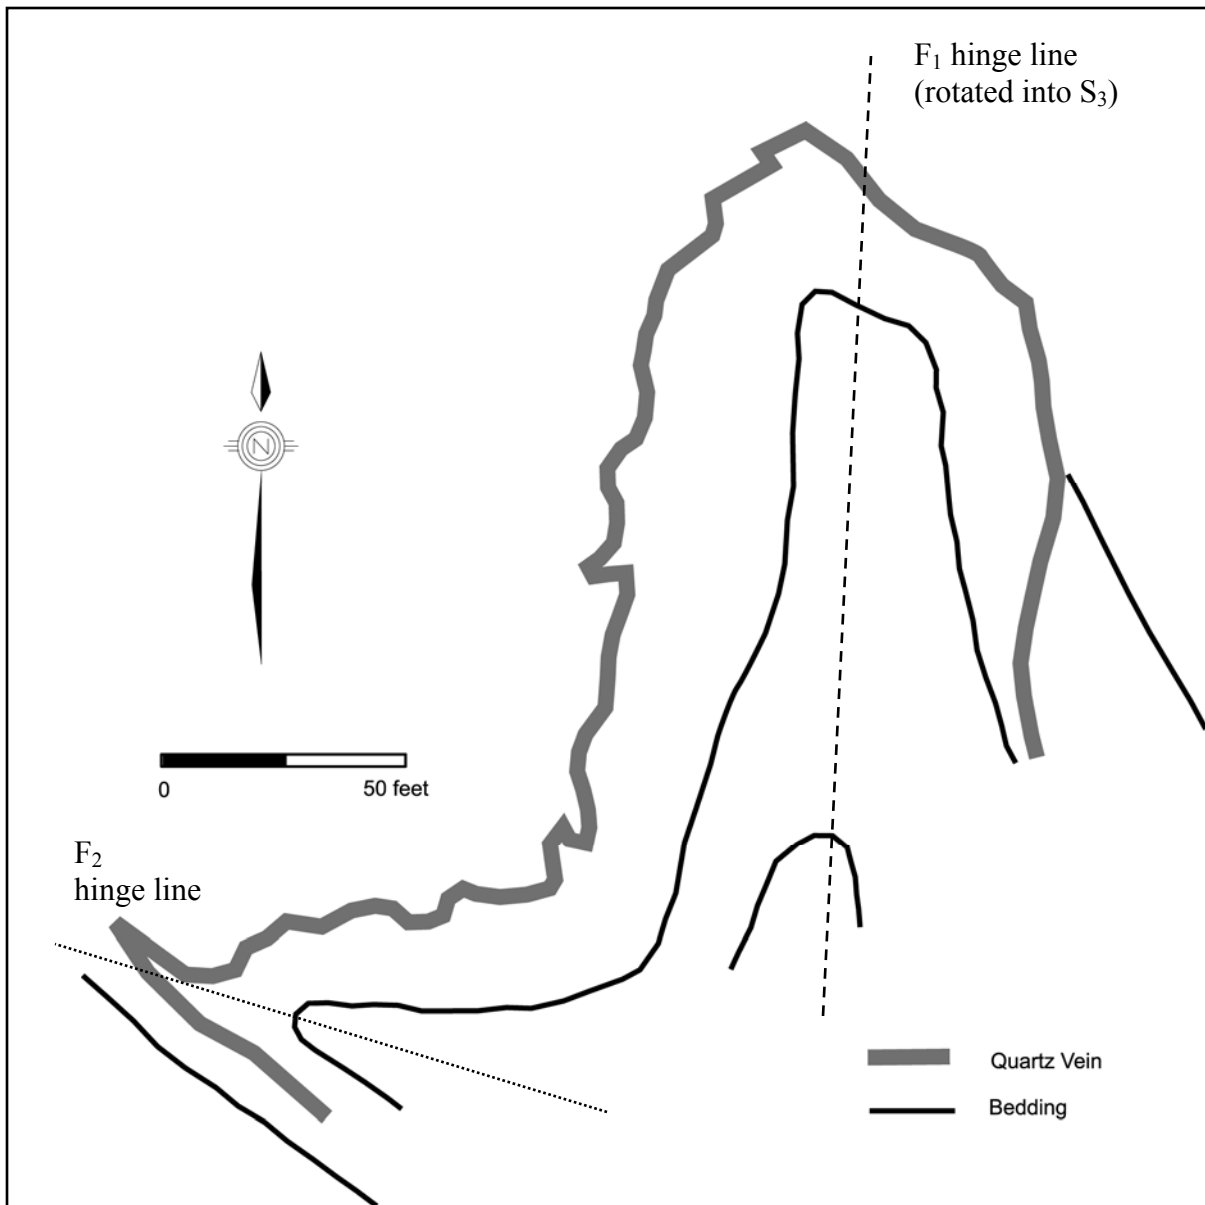 F₁ hinge line
(rotated into S₃)
N
0
50 feet
F₂
hinge line
Quartz Vein
Bedding